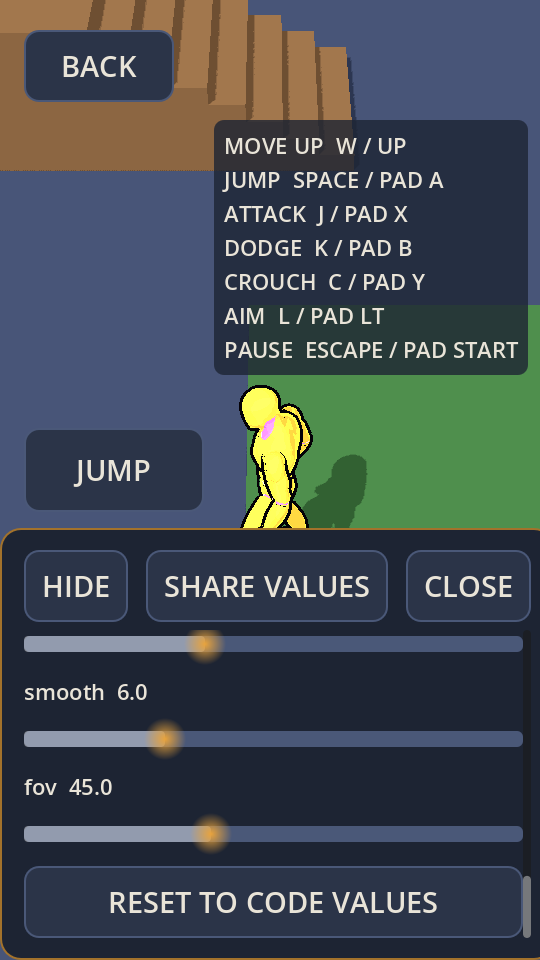 BACK
MOVE UP  W / UP
JUMP  SPACE / PAD A
ATTACK  J / PAD X
DODGE  K / PAD B
CROUCH  C / PAD Y
AIM  L / PAD LT
PAUSE  ESCAPE / PAD START
JUMP
HIDE
SHARE VALUES
CLOSE
smooth  6.0
fov  45.0
RESET TO CODE VALUES